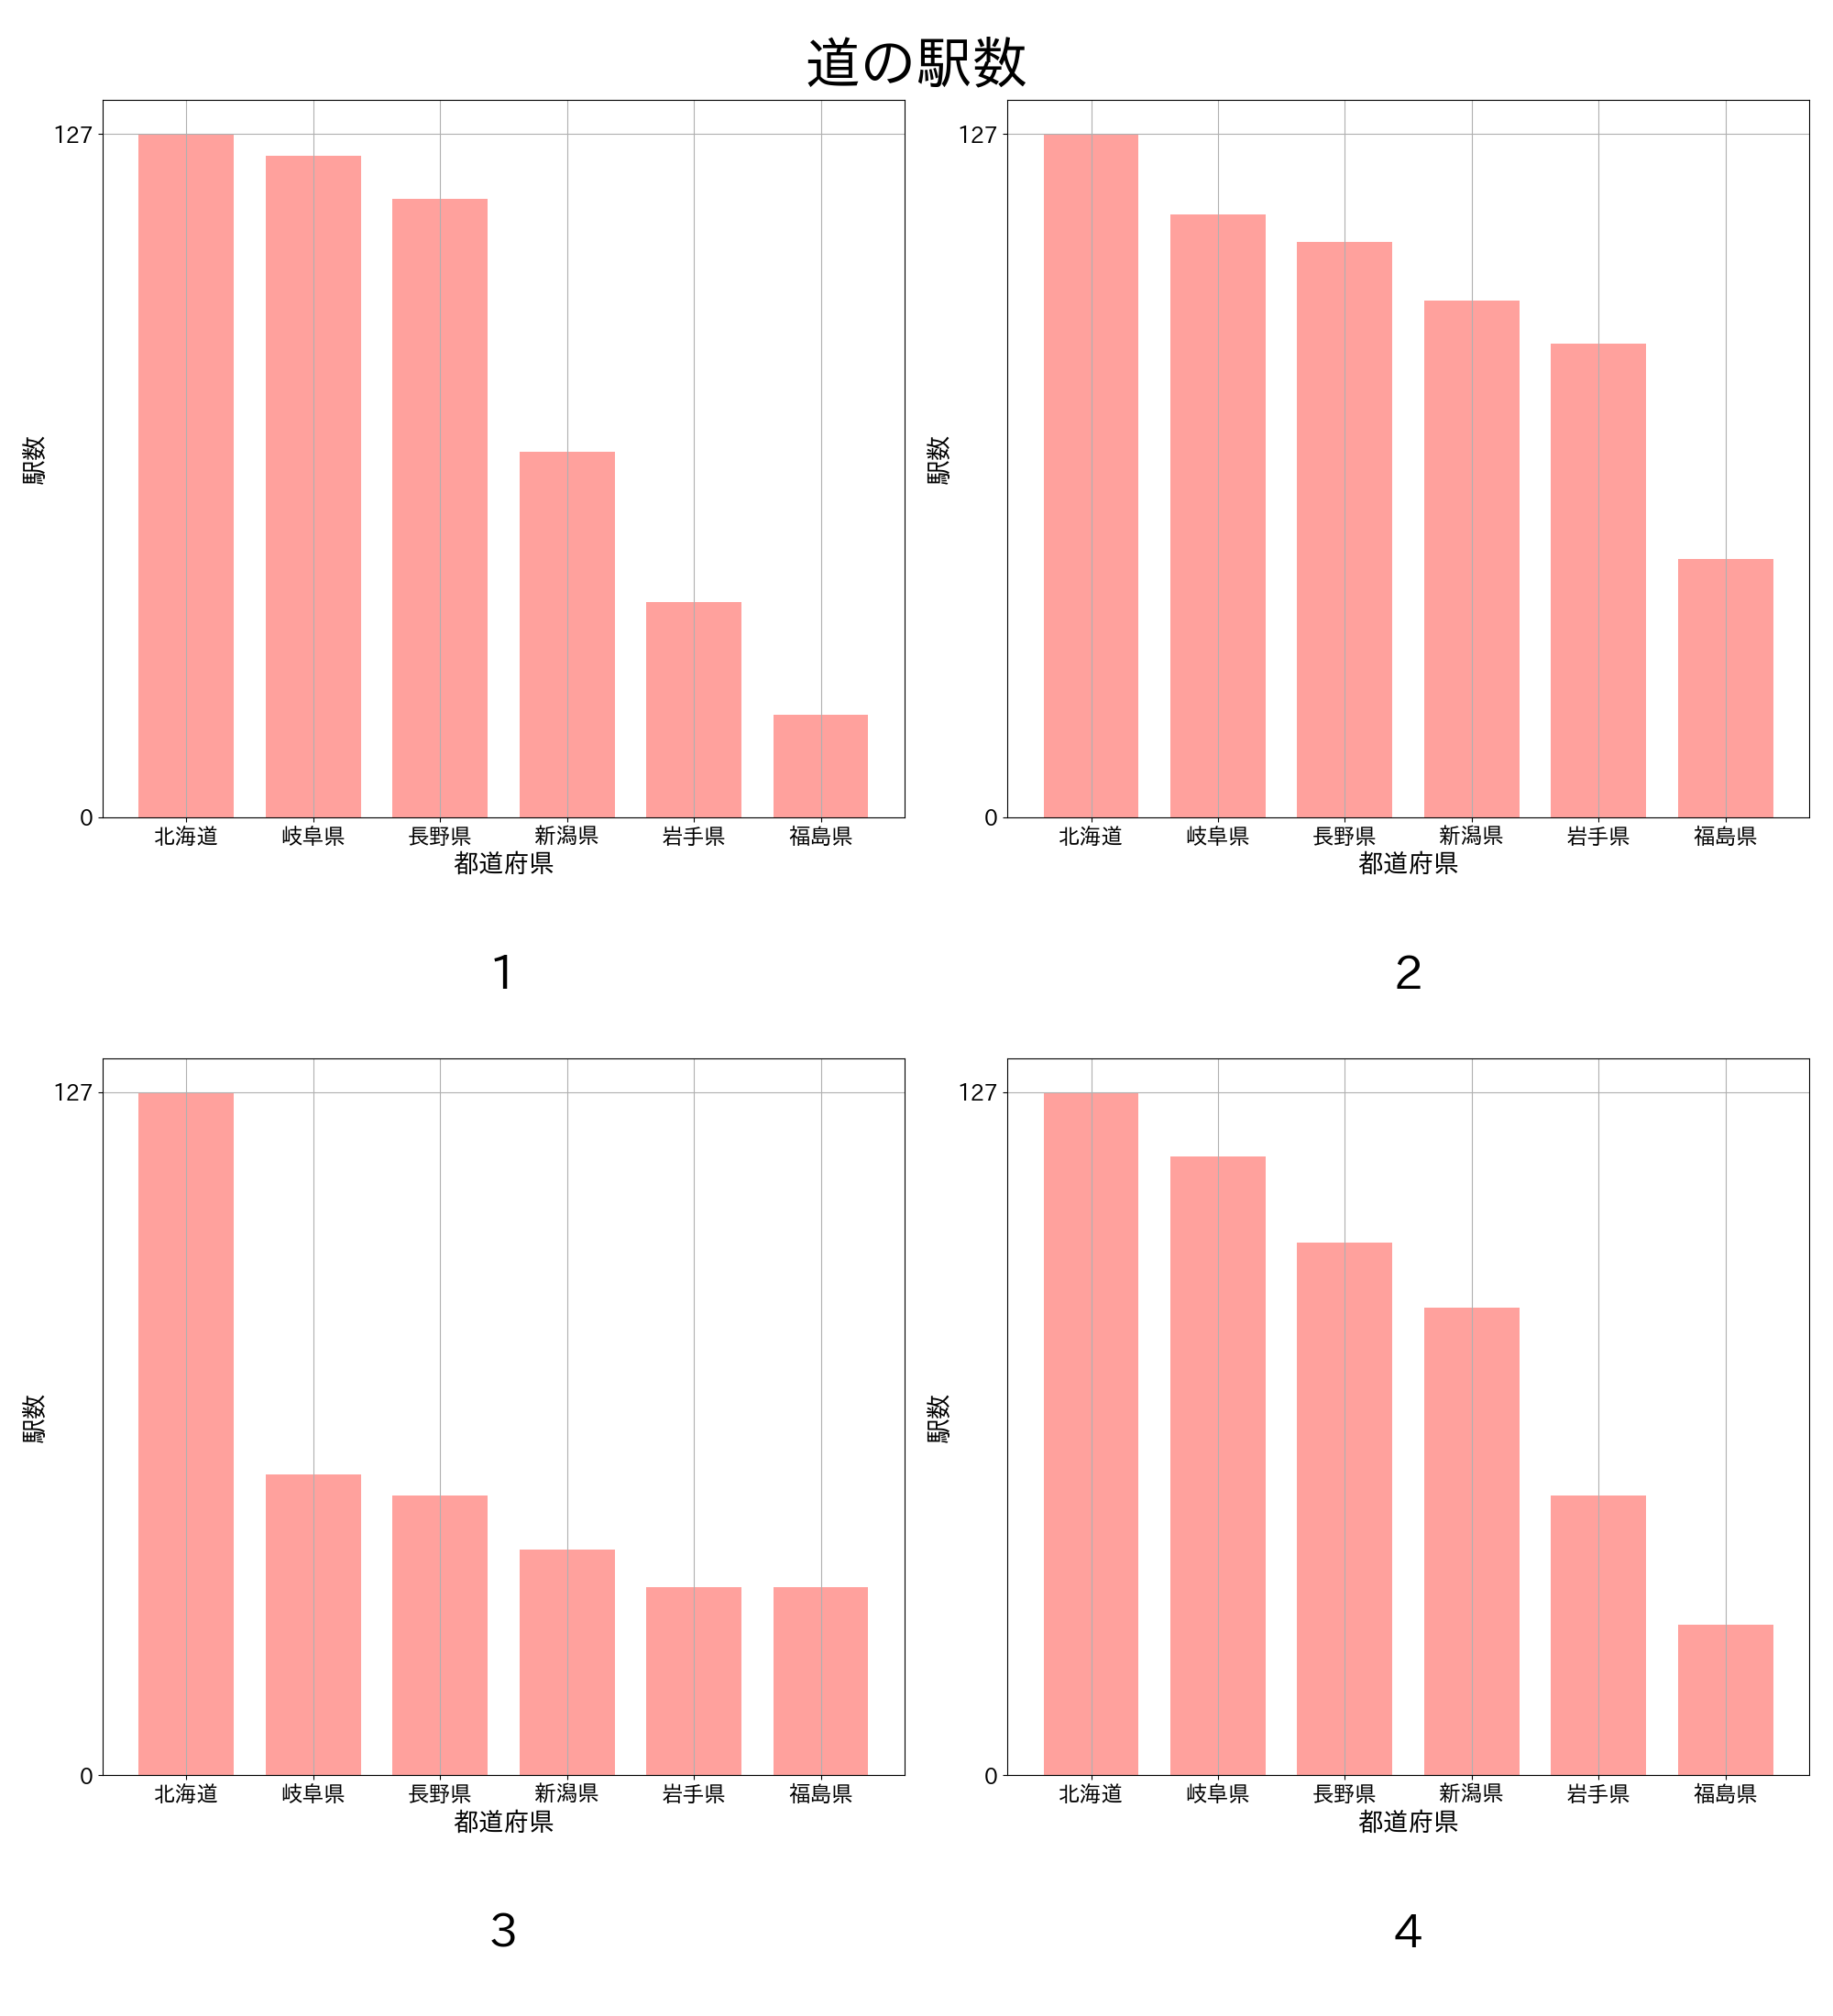 道の駅数
127
0
駅数
北海道 岐阜県 長野県 新潟県 岩手県 福島県
都道府県
1
127
0
駅数
北海道 岐阜県 長野県 新潟県 岩手県 福島県
都道府県
2
127
0
駅数
北海道 岐阜県 長野県 新潟県 岩手県 福島県
都道府県
3
127
0
駅数
北海道 岐阜県 長野県 新潟県 岩手県 福島県
都道府県
4